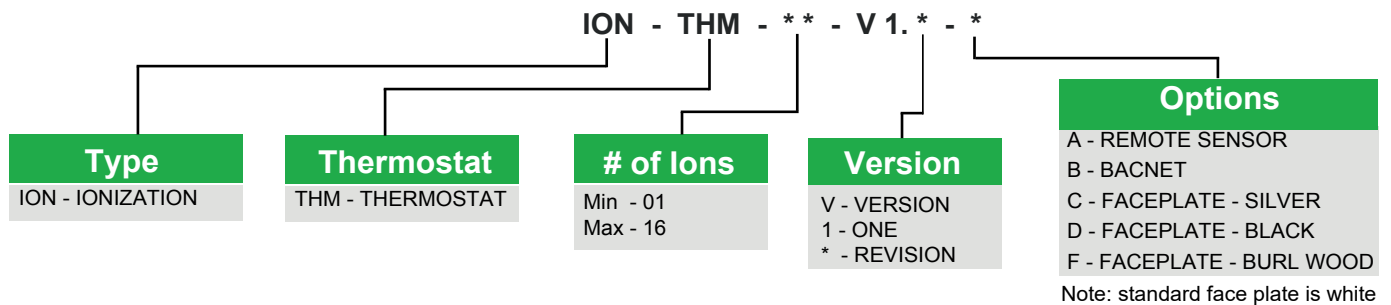 ION - THM - ** - V 1. * - *
Type
ION - IONIZATION
Thermostat
THM - THERMOSTAT
# of Ions
Min - 01
Max - 16
Version
V - VERSION
1 - ONE
* - REVISION
Options
A - REMOTE SENSOR
B - BACNET
C - FACEPLATE - SILVER
D - FACEPLATE - BLACK
F - FACEPLATE - BURL WOOD
Note: standard face plate is white